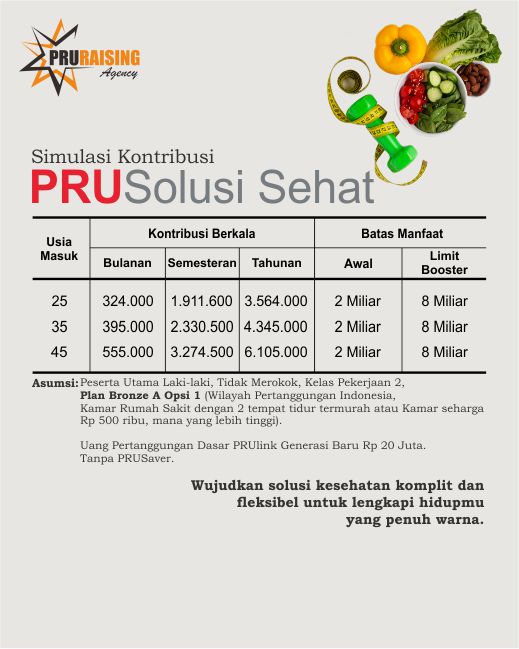 PRURAISING
Agency
Simulasi Kontribusi
PRUSolusi Sehat
Usia Masuk Kontribusi Berkala Batas Manfaat
Bulanan Semesteran Tahunan Awal Limit Booster
25 324.000 1.911.600 3.564.000 2 Miliar 8 Miliar
35 395.000 2.330.500 4.345.000 2 Miliar 8 Miliar
45 555.000 3.274.500 6.105.000 2 Miliar 8 Miliar
Asumsi: Peserta Utama Laki-laki, Tidak Merokok, Kelas Pekerjaan 2,
Plan Bronze A Opsi 1 (Wilayah Pertanggungan Indonesia,
Kamar Rumah Sakit dengan 2 tempat tidur termurah atau Kamar seharga
Rp 500 ribu, mana yang lebih tinggi).
Uang Pertanggungan Dasar PRUlink Generasi Baru Rp 20 Juta.
Tanpa PRUSaver.
Wujudkan solusi kesehatan komplit dan
fleksibel untuk lengkapi hidupmu
yang penuh warna.